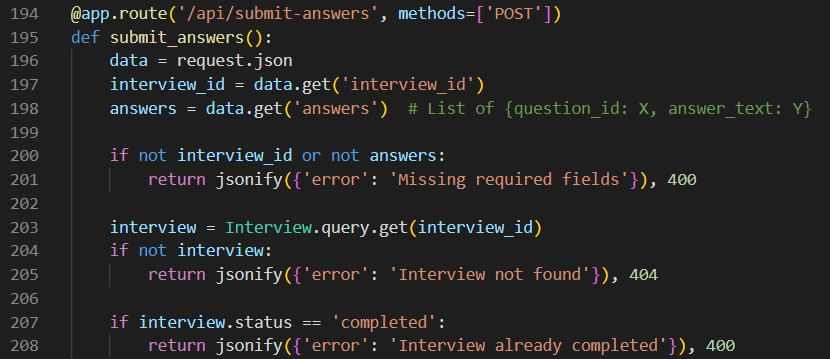 194 @app.route('/api/submit-answers', methods=['POST'])
195 def submit_answers():
196     data = request.json
197     interview_id = data.get('interview_id')
198     answers = data.get('answers')  # List of {question_id: X, answer_text: Y}
199
200     if not interview_id or not answers:
201         return jsonify({'error': 'Missing required fields'}), 400
202
203     interview = Interview.query.get(interview_id)
204     if not interview:
205         return jsonify({'error': 'Interview not found'}), 404
206
207     if interview.status == 'completed':
208         return jsonify({'error': 'Interview already completed'}), 400